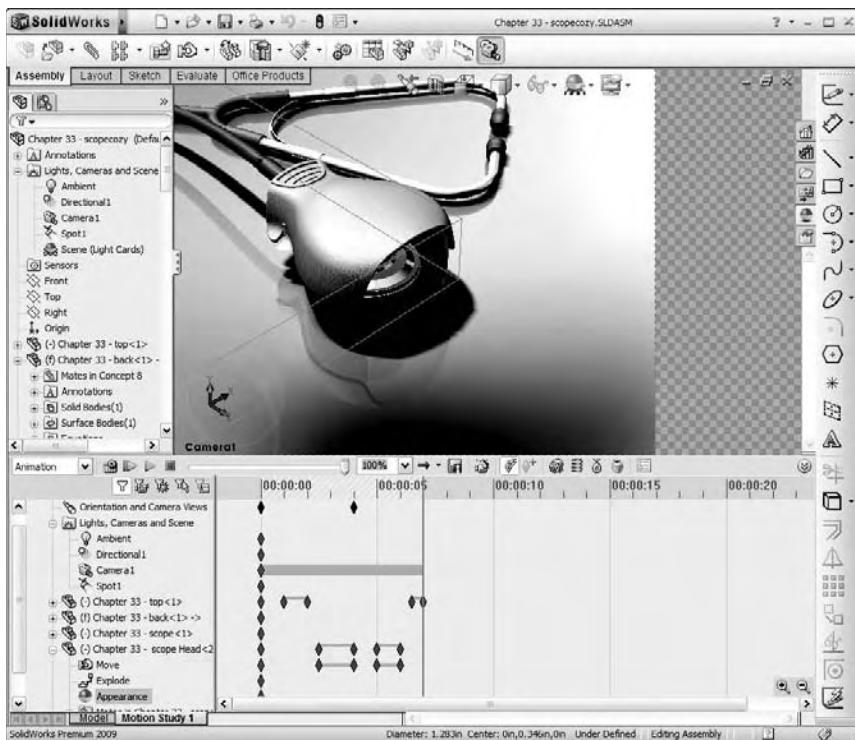 SolidWorks
Chapter 33 - scopecozy.SLDASM
Assembly Layout Sketch Evaluate Office Products
Chapter 33 - scopecozy (Defau
Annotations
Lights, Cameras and Scene
Ambient
Directional1
Camera1
Spot1
Scene (Light Cards)
Sensors
Front
Top
Right
Origin
(-) Chapter 33 - top<1>
(f) Chapter 33 - back<1> -
Mates in Concept 8
Annotations
Solid Bodies(1)
Surface Bodies(1)
Equations
Camera1
Animation
100%
00:00:00 00:00:05 00:00:10 00:00:15 00:00:20
Orientation and Camera Views
Lights, Cameras and Scene
Ambient
Directional1
Camera1
Spot1
(-) Chapter 33 - top<1>
(f) Chapter 33 - back<1> ->
(-) Chapter 33 - scope<1>
(-) Chapter 33 - scope Head<2
Move
Explode
Appearance
Model Motion Study 1
SolidWorks Premium 2009 Diameter: 1.283in Center: 0in,0.346in,0in Under Defined Editing Assembly